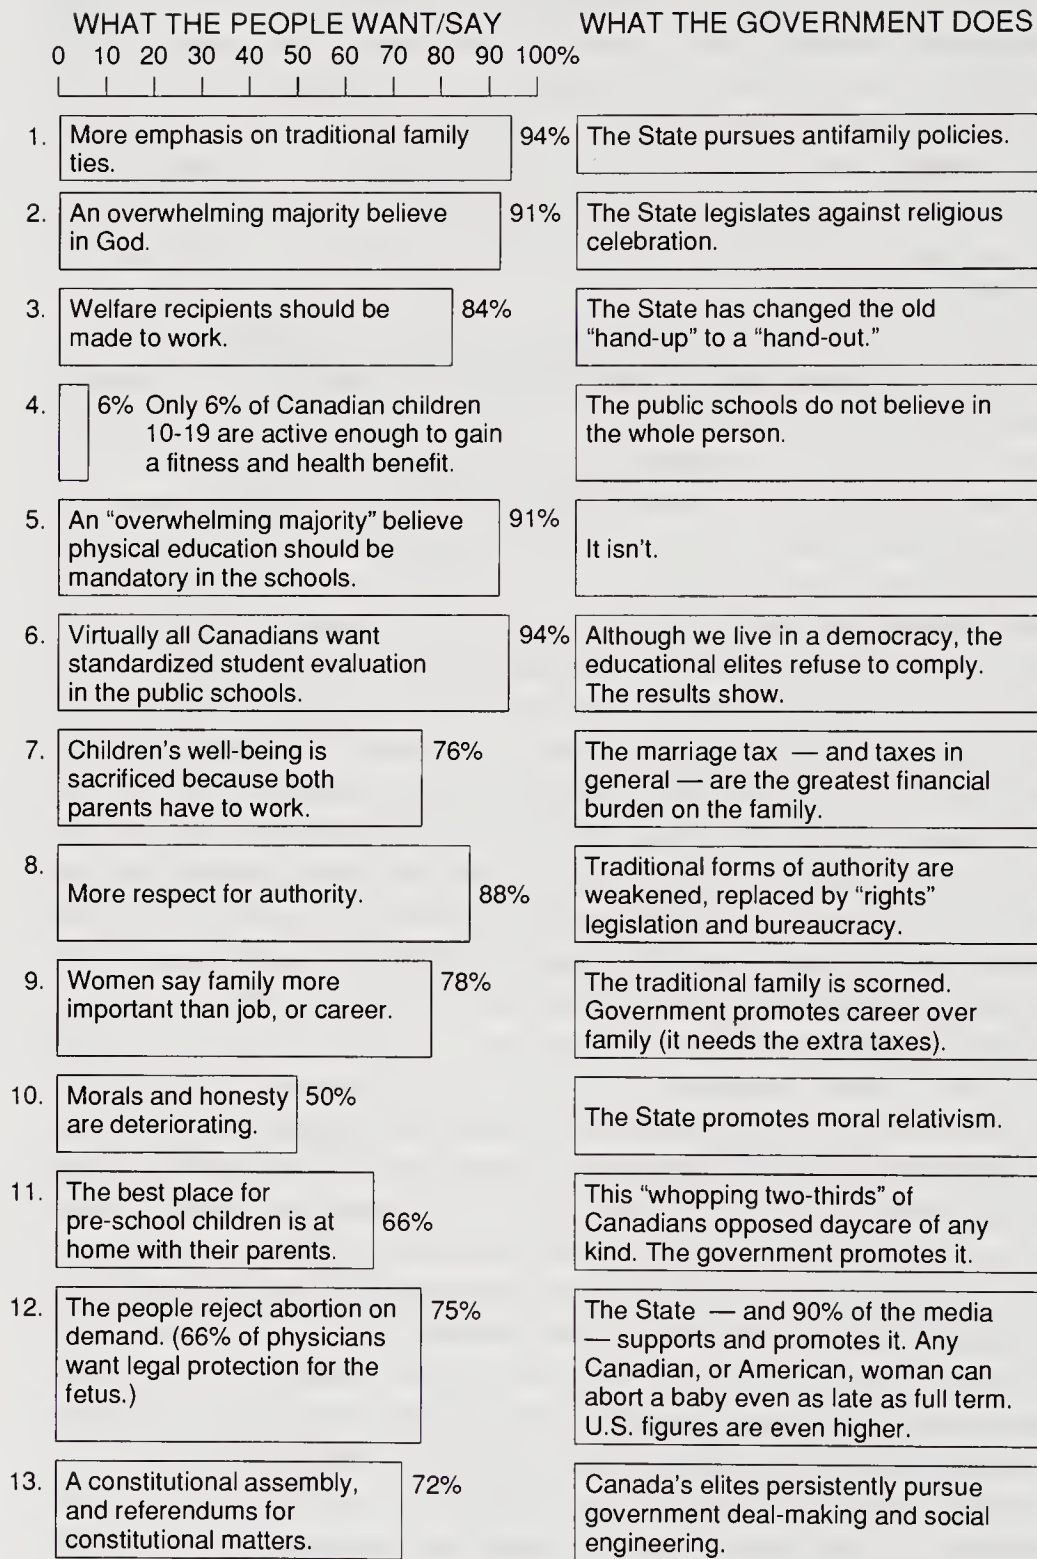 WHAT THE PEOPLE WANT/SAY
0 10 20 30 40 50 60 70 80 90 100%
WHAT THE GOVERNMENT DOES
1. More emphasis on traditional family
ties.
94%
The State pursues antifamily policies.
2. An overwhelming majority believe
in God.
91%
The State legislates against religious
celebration.
3. Welfare recipients should be
made to work.
84%
The State has changed the old
“hand-up” to a “hand-out.”
4. 6% Only 6% of Canadian children
10-19 are active enough to gain
a fitness and health benefit.
The public schools do not believe in
the whole person.
5. An “overwhelming majority” believe
physical education should be
mandatory in the schools.
91%
It isn't.
6. Virtually all Canadians want
standardized student evaluation
in the public schools.
94%
Although we live in a democracy, the
educational elites refuse to comply.
The results show.
7. Children's well-being is
sacrificed because both
parents have to work.
76%
The marriage tax — and taxes in
general — are the greatest financial
burden on the family.
8. More respect for authority.
88%
Traditional forms of authority are
weakened, replaced by “rights”
legislation and bureaucracy.
9. Women say family more
important than job, or career.
78%
The traditional family is scorned.
Government promotes career over
family (it needs the extra taxes).
10. Morals and honesty
are deteriorating.
50%
The State promotes moral relativism.
11. The best place for
pre-school children is at
home with their parents.
66%
This “whopping two-thirds” of
Canadians opposed daycare of any
kind. The government promotes it.
12. The people reject abortion on
demand. (66% of physicians
want legal protection for the
fetus.)
75%
The State — and 90% of the media
— supports and promotes it. Any
Canadian, or American, woman can
abort a baby even as late as full term.
U.S. figures are even higher.
13. A constitutional assembly,
and referendums for
constitutional matters.
72%
Canada's elites persistently pursue
government deal-making and social
engineering.